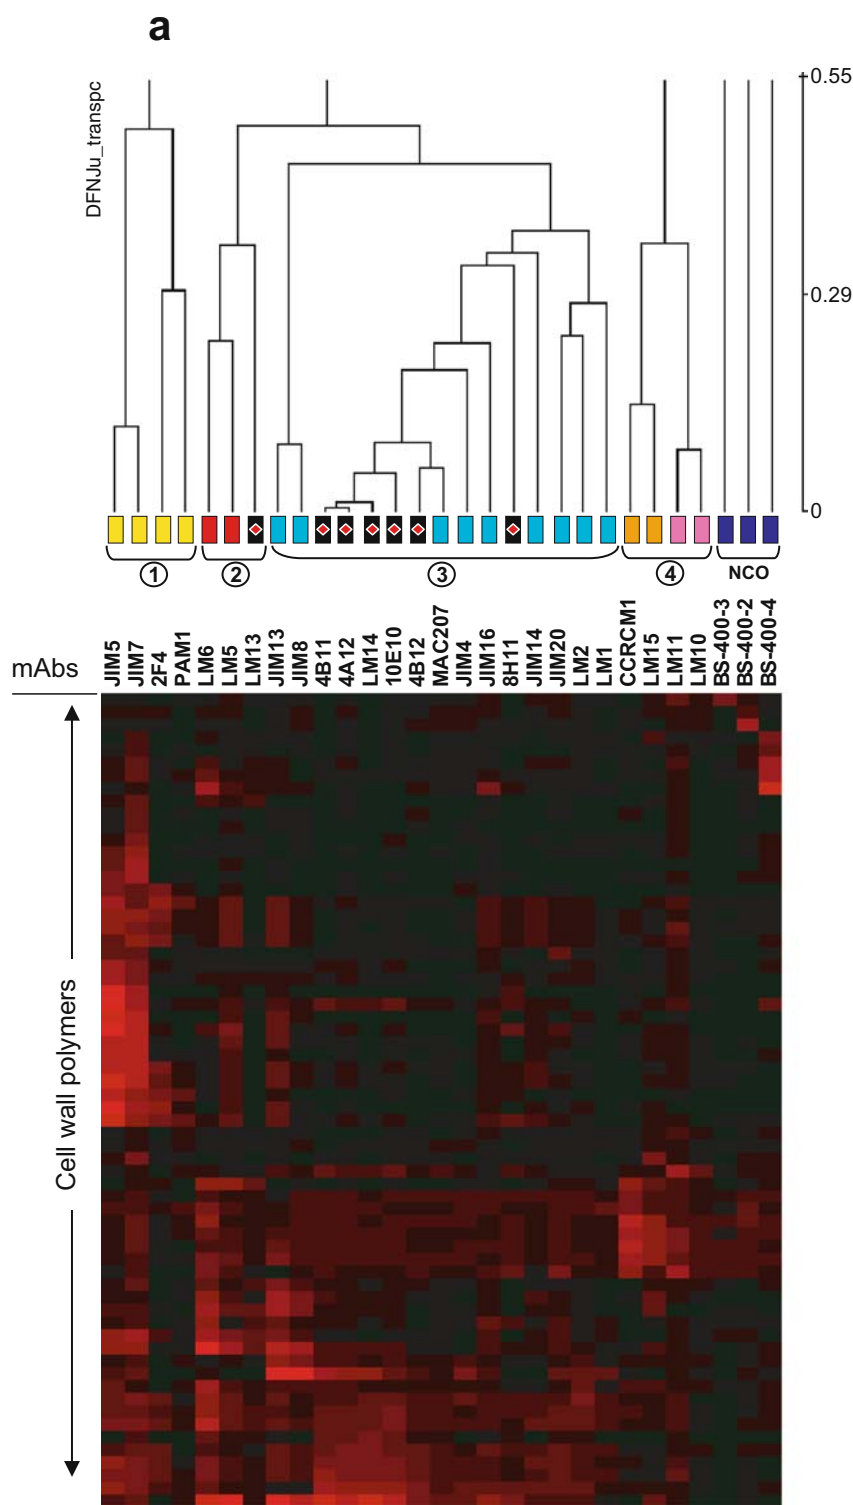 a
DFNJu_transpc
0.55
0.29
0
1
2
3
4
NCO
mAbs
JIM5
JIM7
2F4
PAM1
LM6
LM5
LM13
JIM13
JIM8
4B11
4A12
LM14
10E10
4B12
MAC207
JIM4
JIM16
8H11
JIM14
JIM20
LM2
LM1
CCRCM1
LM15
LM11
LM10
BS-400-3
BS-400-2
BS-400-4
Cell wall polymers